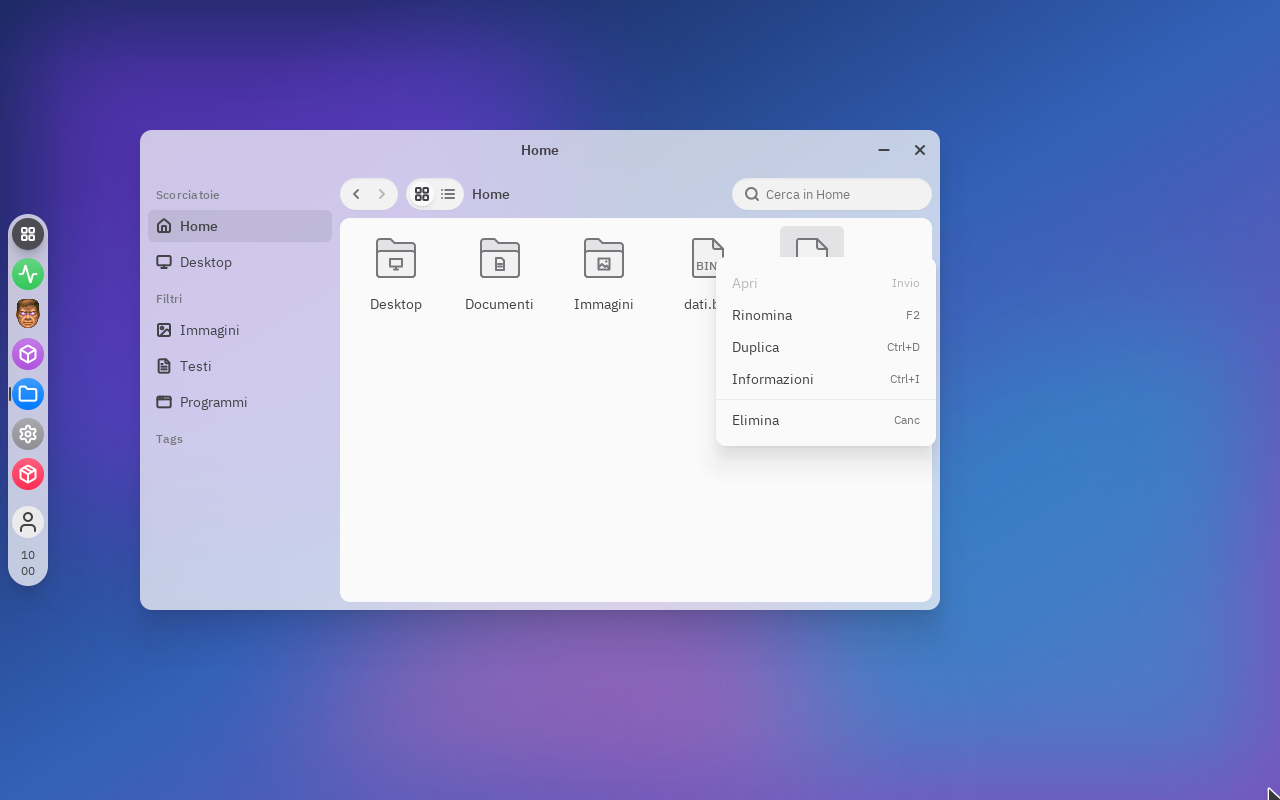 Home
Scorciatoie
Home
Desktop
Filtri
Immagini
Testi
Programmi
Tags
Home
Cerca in Home
Desktop
Documenti
Immagini
BIN
Apri Invio
Rinomina F2
Duplica Ctrl+D
Informazioni Ctrl+I
Elimina Canc
10
00